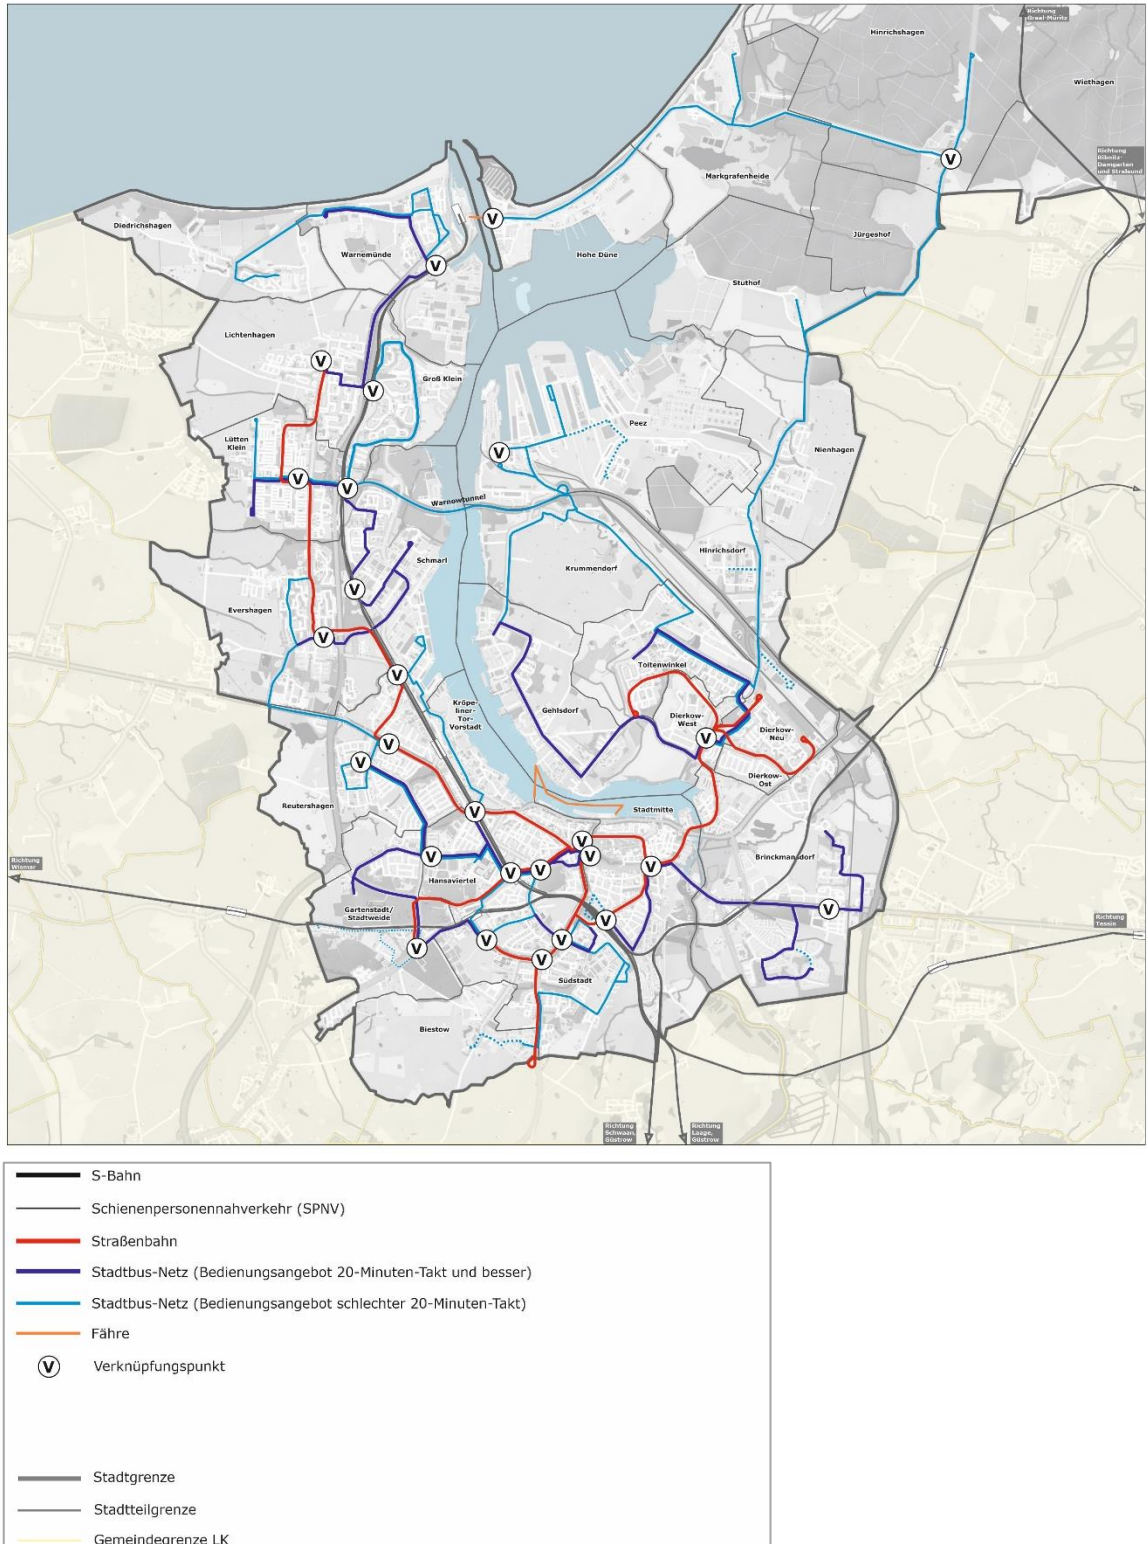 Richtung
Graal-Müritz
Hinrichshagen
Wiethagen
Richtung
Ribnitz-
Damgarten
und Stralsund
V
Markgrafenheide
Diedrichshagen
V
Jürgeshof
Warnemünde
Hohe Düne
V
Stuthof
Lichtenhagen
V
Groß Klein
V
Peez
Lütten
Klein
V
Nienhagen
V
V
Warnowtunnel
Hinrichsdorf
Schmarl
Krummendorf
V
Evershagen
V
Toitenwinkel
V
Kröpe-
liner-
Tor-
Vorstadt
Gehlsdorf
Dierkow-
West
Dierkow-
Neu
V
V
V
Dierkow-
Ost
Reutershagen
Stadtmitte
V
V
Richtung
Wismar
V
V
V
Brinckmansdorf
V
V
V
Hansaviertel
Gartenstadt/
Stadtweide
V
V
Richtung
Tessin
V
V
V
V
Südstadt
Biestow
Richtung
Schwaan,
Güstrow
Richtung
Laage,
Güstrow
S-Bahn
Schienenpersonennahverkehr (SPNV)
Straßenbahn
Stadtbus-Netz (Bedienungsangebot 20-Minuten-Takt und besser)
Stadtbus-Netz (Bedienungsangebot schlechter 20-Minuten-Takt)
Fähre
V Verknüpfungspunkt
Stadtgrenze
Stadtteilgrenze
Gemeindegrenze LK